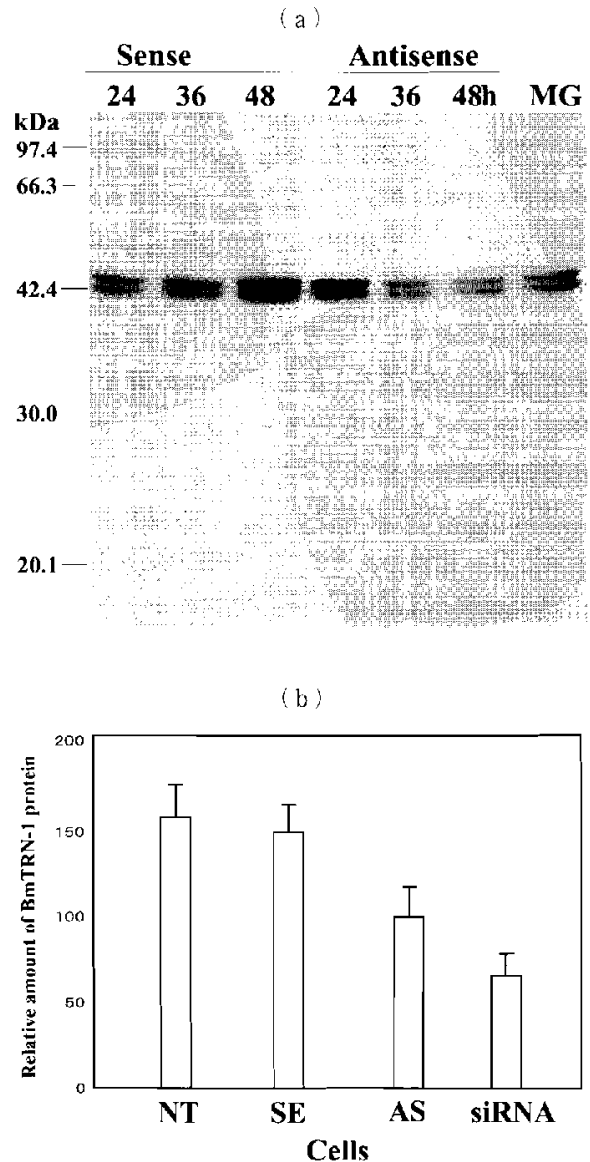 (a)
Sense Antisense
24 36 48 24 36 48h MG
kDa
97.4
66.3
42.4
30.0
20.1
(b)
200
150
100
50
0
Relative amount of BmTRN-1 protein
NT SE AS siRNA
Cells